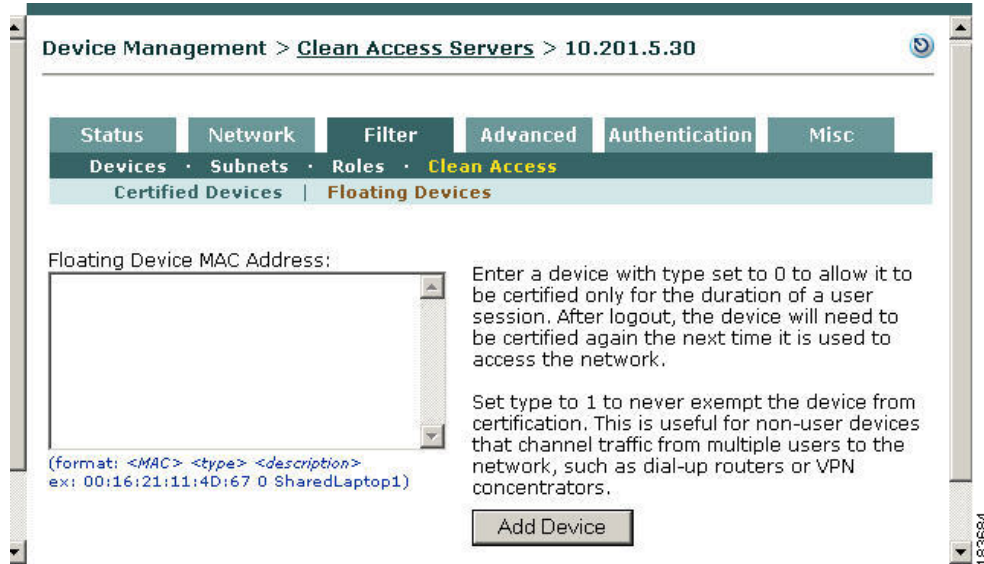 Device Management > Clean Access Servers > 10.201.5.30
Status Network Filter Advanced Authentication Misc
Devices · Subnets · Roles · Clean Access
Certified Devices | Floating Devices
Floating Device MAC Address:
(format: <MAC> <type> <description>
ex: 00:16:21:11:4D:67 0 SharedLaptop1)
Enter a device with type set to 0 to allow it to
be certified only for the duration of a user
session. After logout, the device will need to
be certified again the next time it is used to
access the network.
Set type to 1 to never exempt the device from
certification. This is useful for non-user devices
that channel traffic from multiple users to the
network, such as dial-up routers or VPN
concentrators.
Add Device
183684